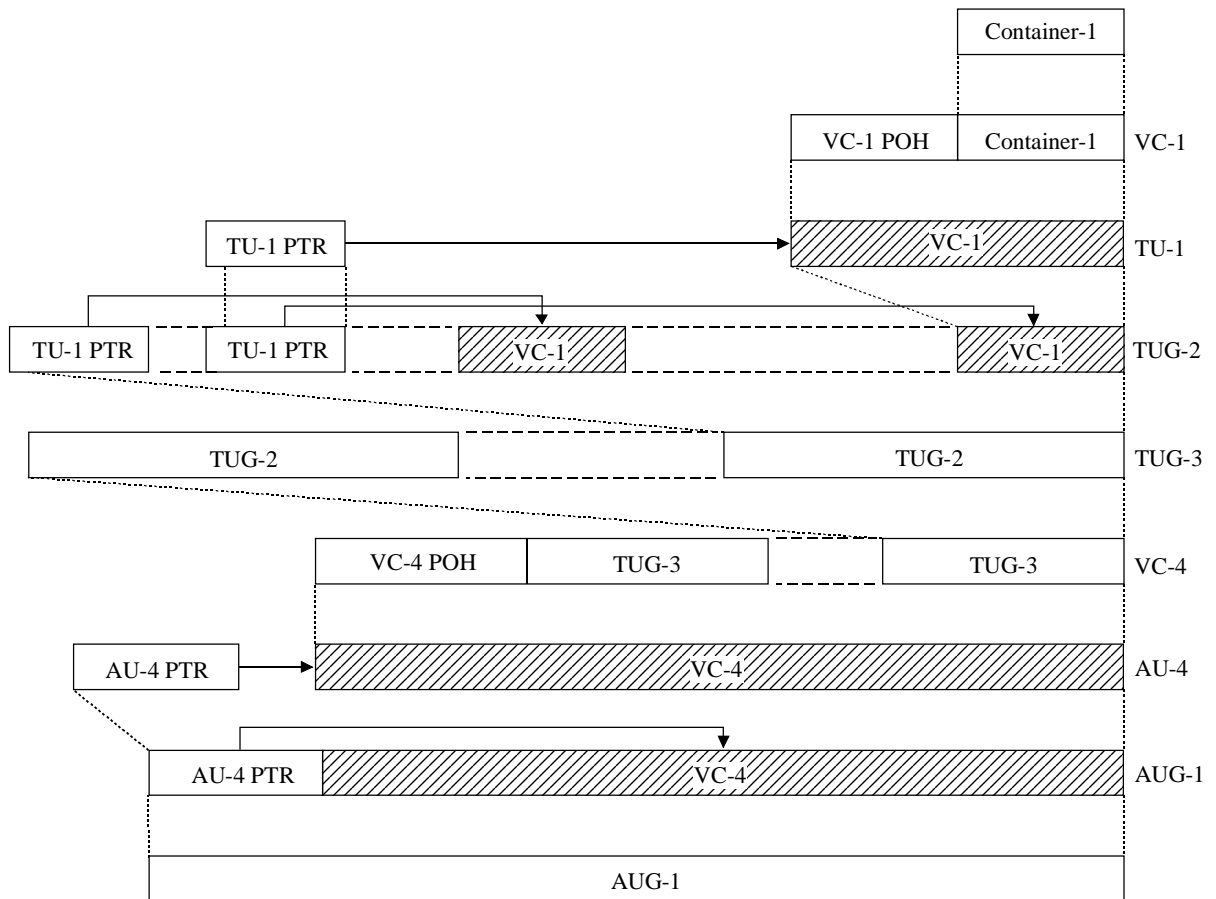 Container-1
VC-1 POH Container-1 VC-1
TU-1 PTR VC-1 TU-1
TU-1 PTR TU-1 PTR VC-1 VC-1 TUG-2
TUG-2 TUG-2 TUG-3
VC-4 POH TUG-3 TUG-3 VC-4
AU-4 PTR VC-4 AU-4
AU-4 PTR VC-4 AUG-1
AUG-1